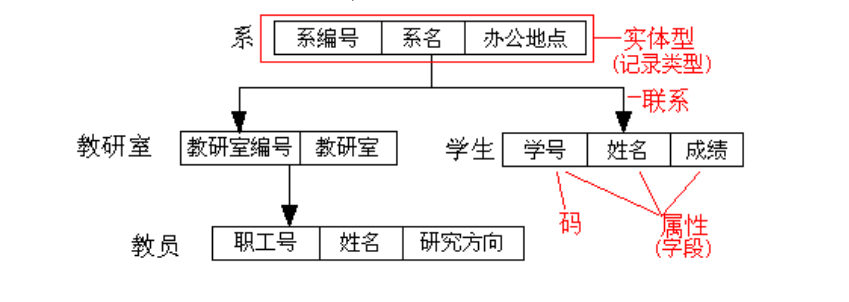 系 系编号 系名 办公地点 实体型
(记录类型)
联系
教研室 教研室编号 教研室 学生 学号 姓名 成绩
码 属性
(字段)
教员 职工号 姓名 研究方向